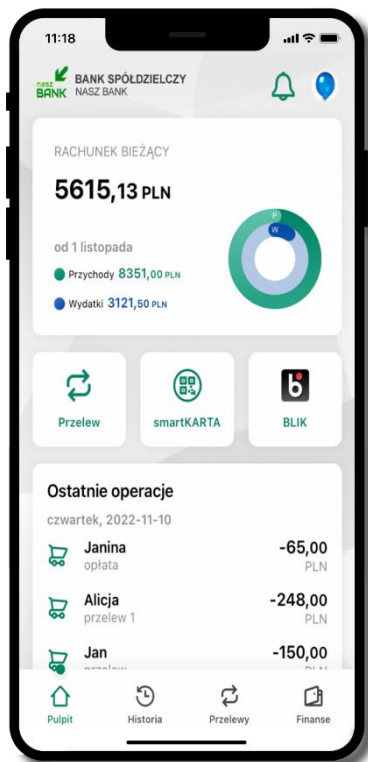 11:18
nasz BANK
BANK SPÓŁDZIELCZY
NASZ BANK
RACHUNEK BIEŻĄCY
5615,13 PLN
od 1 listopada
Przychody 8351,00 PLN
Wydatki 3121,50 PLN
P
W
Przelew
smartKARTA
BLIK
Ostatnie operacje
czwartek, 2022-11-10
Janina -65,00
opłata PLN
Alicja -248,00
przelew 1 PLN
Jan -150,00
przelew PLN
Pulpit
Historia
Przelewy
Finanse